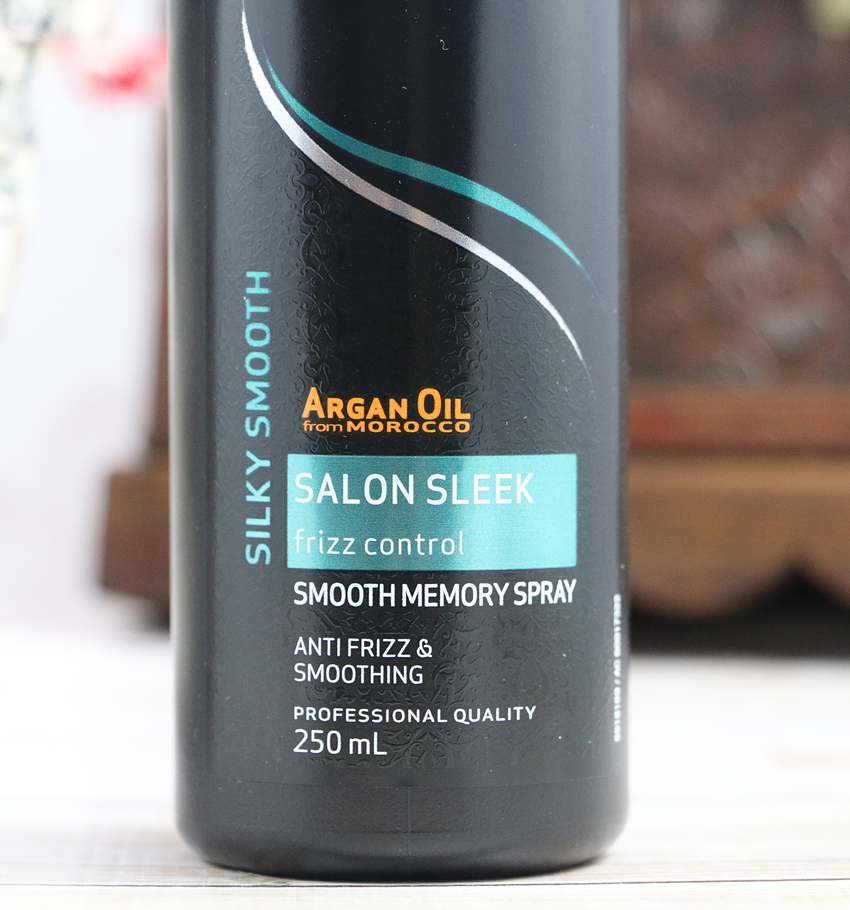 SILKY SMOOTH
ARGAN OIL
from MOROCCO
SALON SLEEK
frizz control
SMOOTH MEMORY SPRAY
ANTI FRIZZ &
SMOOTHING
PROFESSIONAL QUALITY
250 mL